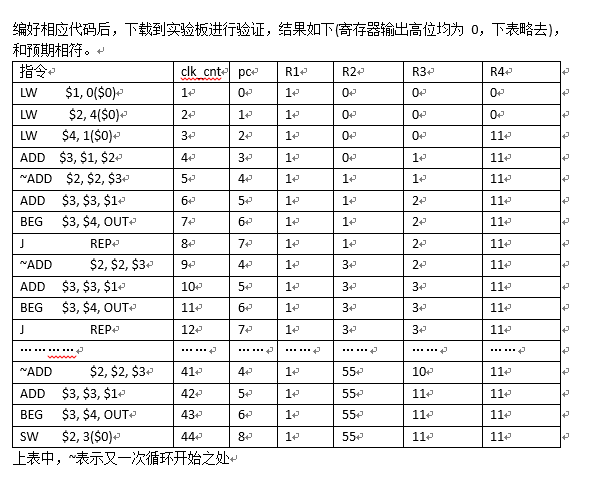 编好相应代码后，下载到实验板进行验证，结果如下(寄存器输出高位均为 0，下表略去)，
和预期相符。
指令 clk_cnt pc R1 R2 R3 R4
LW $1, 0($0) 1 0 1 0 0 0
LW $2, 4($0) 2 1 1 0 0 0
LW $4, 1($0) 3 2 1 0 0 11
ADD $3, $1, $2 4 3 1 0 1 11
~ADD $2, $2, $3 5 4 1 1 1 11
ADD $3, $3, $1 6 5 1 1 2 11
BEG $3, $4, OUT 7 6 1 1 2 11
J REP 8 7 1 1 2 11
~ADD $2, $2, $3 9 4 1 3 2 11
ADD $3, $3, $1 10 5 1 3 3 11
BEG $3, $4, OUT 11 6 1 3 3 11
J REP 12 7 1 3 3 11
………… …… …… …… …… …… ……
~ADD $2, $2, $3 41 4 1 55 10 11
ADD $3, $3, $1 42 5 1 55 11 11
BEG $3, $4, OUT 43 6 1 55 11 11
SW $2, 3($0) 44 8 1 55 11 11
上表中，~表示又一次循环开始之处